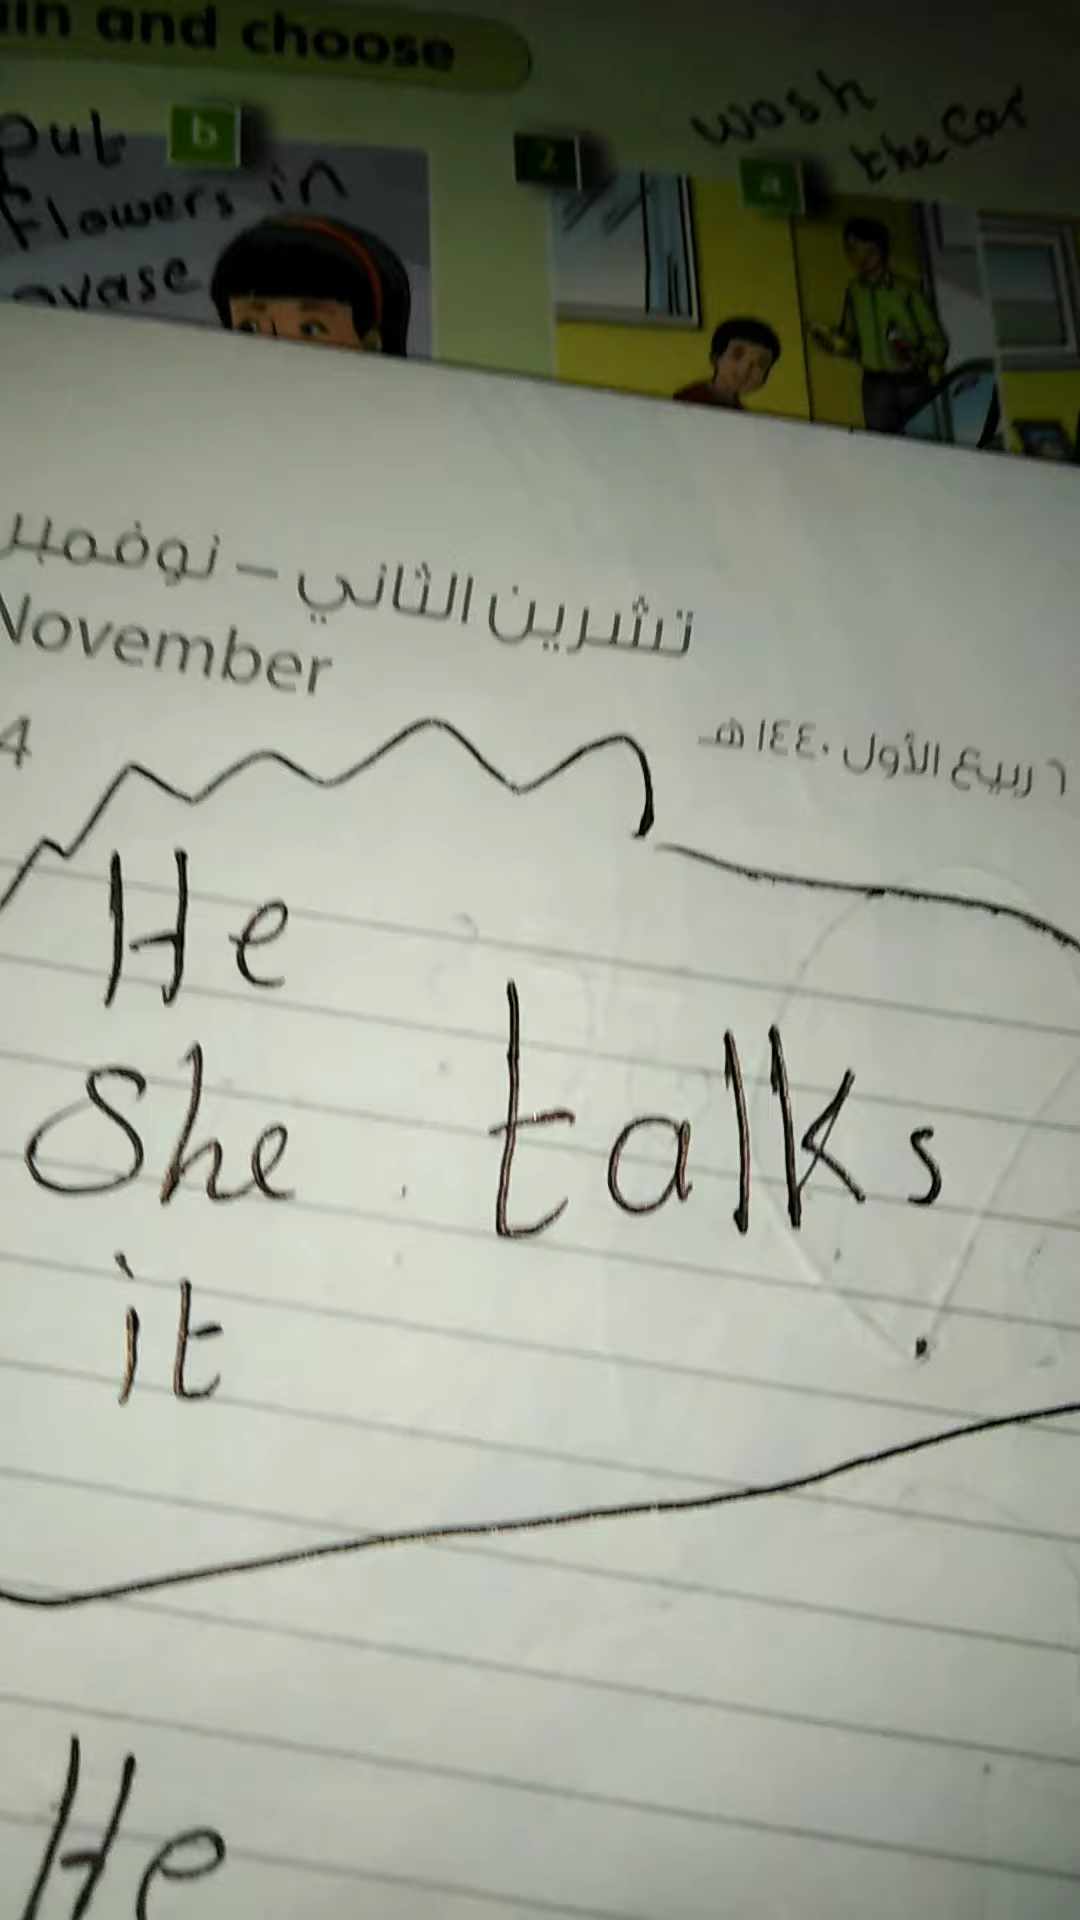 and choose
put
b
flowers in
vase
2
wash
the car
a
تشرين الثاني – نوفمبر
November
4
٦ ربيع الأول ١٤٤٠ هـ
He
She talks
it
He